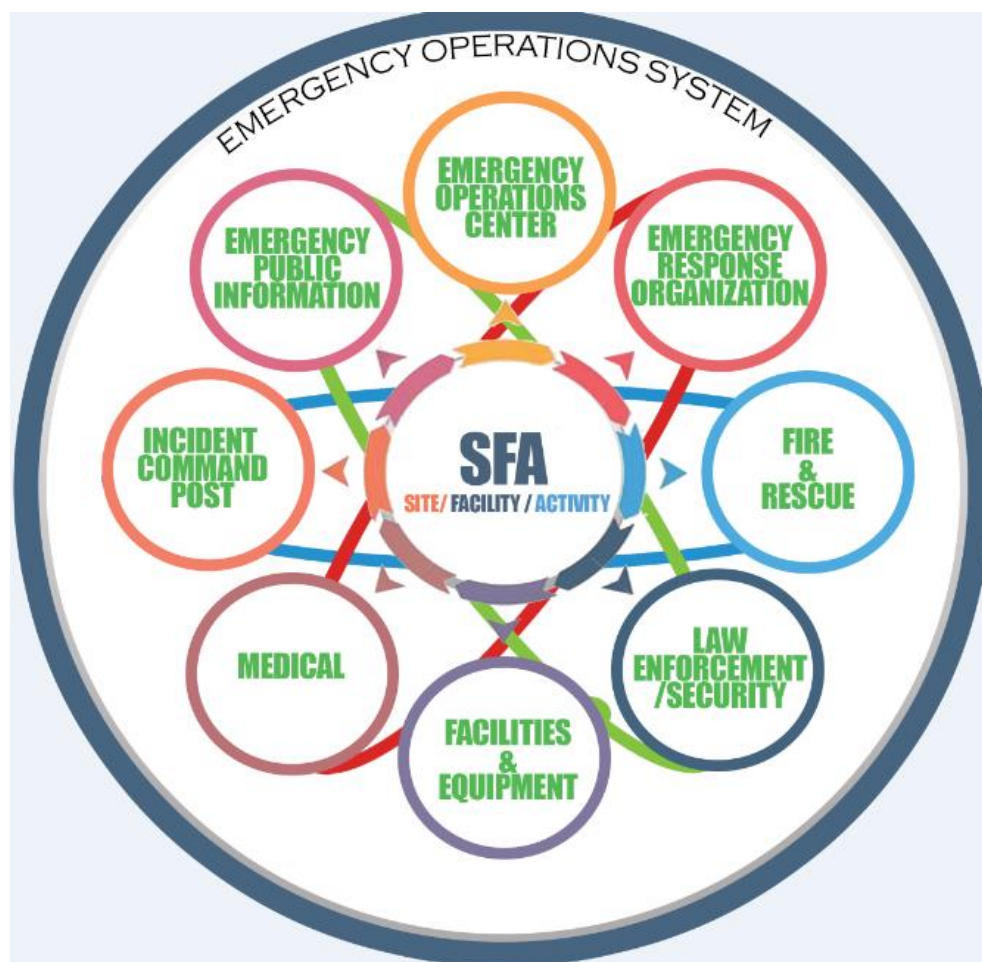 EMERGENCY OPERATIONS SYSTEM
EMERGENCY
OPERATIONS
CENTER
EMERGENCY
PUBLIC
INFORMATION
EMERGENCY
RESPONSE
ORGANIZATION
INCIDENT
COMMAND
POST
SFA
SITE/ FACILITY / ACTIVITY
FIRE
&
RESCUE
MEDICAL
LAW
ENFORCEMENT
/SECURITY
FACILITIES
&
EQUIPMENT